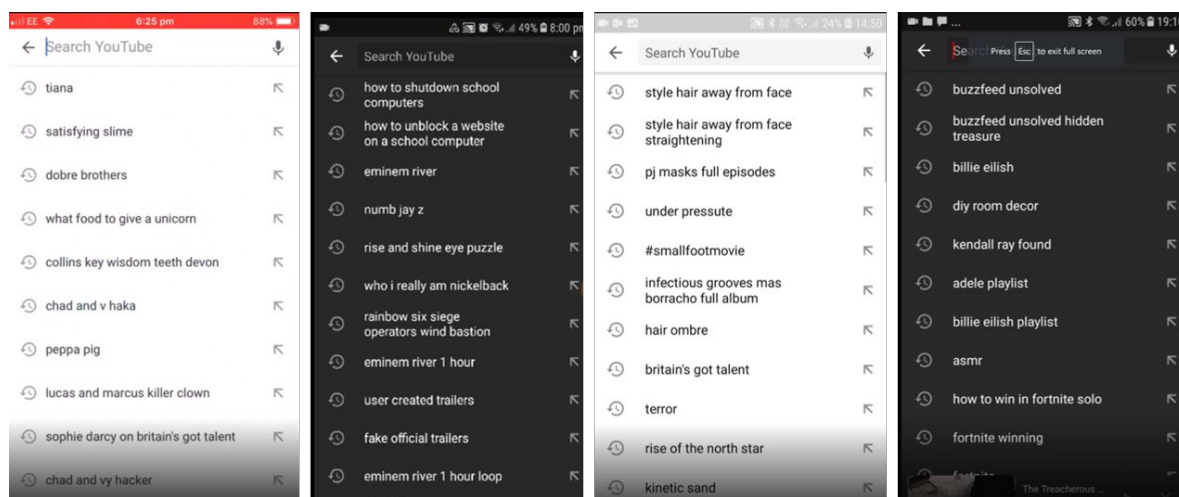 EE 6:25 pm 88%
Search YouTube
tiana
satisfying slime
dobre brothers
what food to give a unicorn
collins key wisdom teeth devon
chad and v haka
peppa pig
lucas and marcus killer clown
sophie darcy on britain's got talent
chad and vy hacker
49% 8:00 pm
Search YouTube
how to shutdown school
computers
how to unblock a website
on a school computer
eminem river
numb jay z
rise and shine eye puzzle
who i really am nickelback
rainbow six siege
operators wind bastion
eminem river 1 hour
user created trailers
fake official trailers
eminem river 1 hour loop
24% 14:50
Search YouTube
style hair away from face
style hair away from face
straightening
pj masks full episodes
under pressute
#smallfootmovie
infectious grooves mas
borracho full album
hair ombre
britain's got talent
terror
rise of the north star
kinetic sand
... 60% 19:10
Search
Press Esc to exit full screen
buzzfeed unsolved
buzzfeed unsolved hidden
treasure
billie eilish
diy room decor
kendall ray found
adele playlist
billie eilish playlist
asmr
how to win in fortnite solo
fortnite winning
fortnite
The Treacherous ...